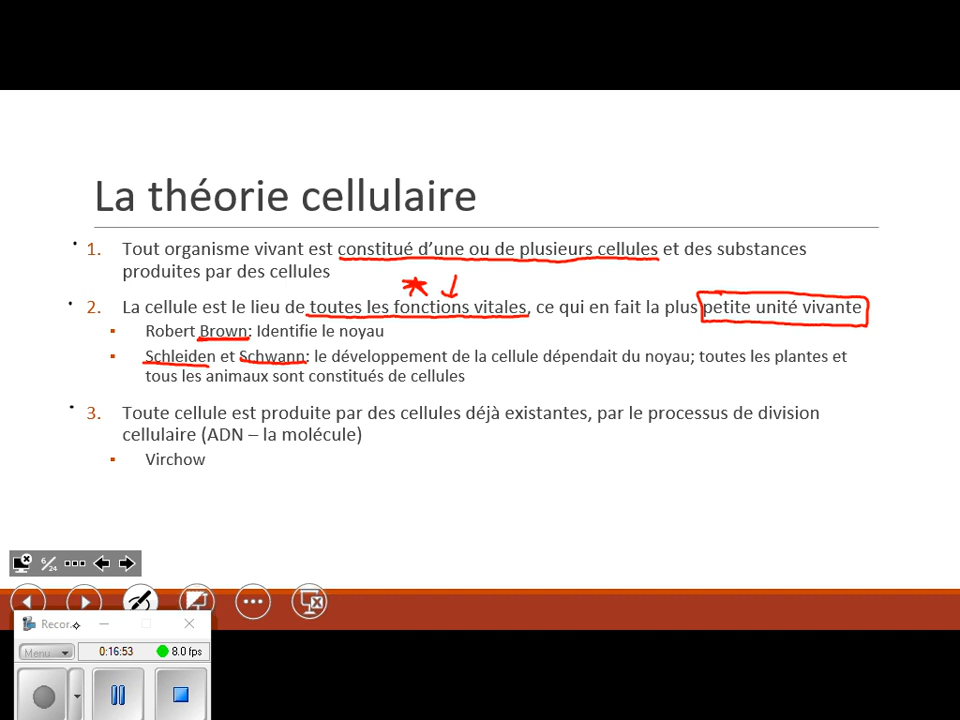 La théorie cellulaire
1. Tout organisme vivant est constitué d’une ou de plusieurs cellules et des substances
produites par des cellules
2. La cellule est le lieu de toutes les fonctions vitales, ce qui en fait la plus petite unité vivante
Robert Brown: Identifie le noyau
Schleiden et Schwann: le développement de la cellule dépendait du noyau; toutes les plantes et
tous les animaux sont constitués de cellules
3. Toute cellule est produite par des cellules déjà existantes, par le processus de division
cellulaire (ADN – la molécule)
Virchow
6/24
Recor...
Menu 0:16:53 8.0 fps